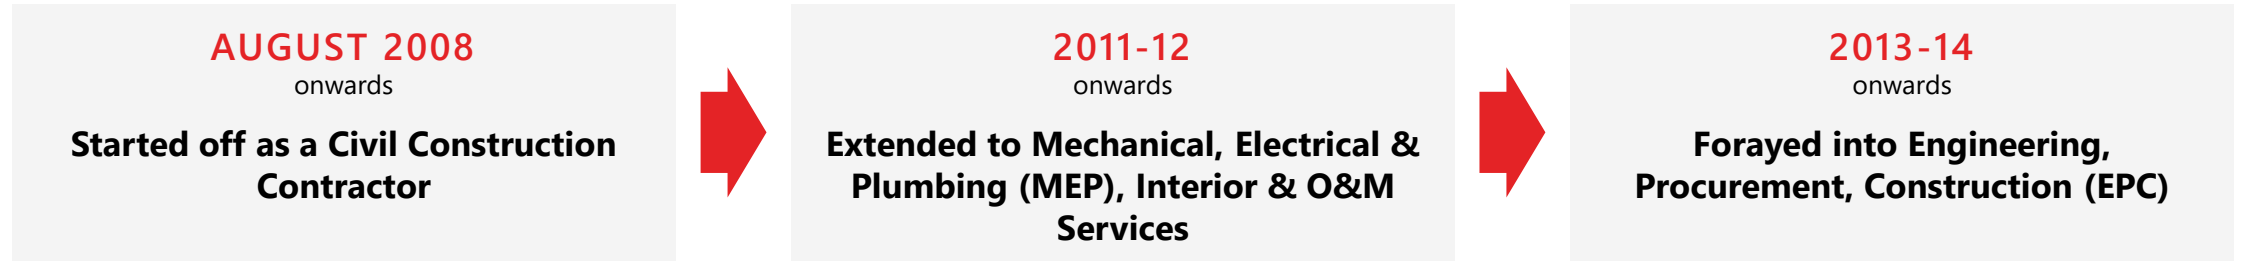 AUGUST 2008
onwards
Started off as a Civil Construction
Contractor
2011-12
onwards
Extended to Mechanical, Electrical &
Plumbing (MEP), Interior & O&M
Services
2013-14
onwards
Forayed into Engineering,
Procurement, Construction (EPC)